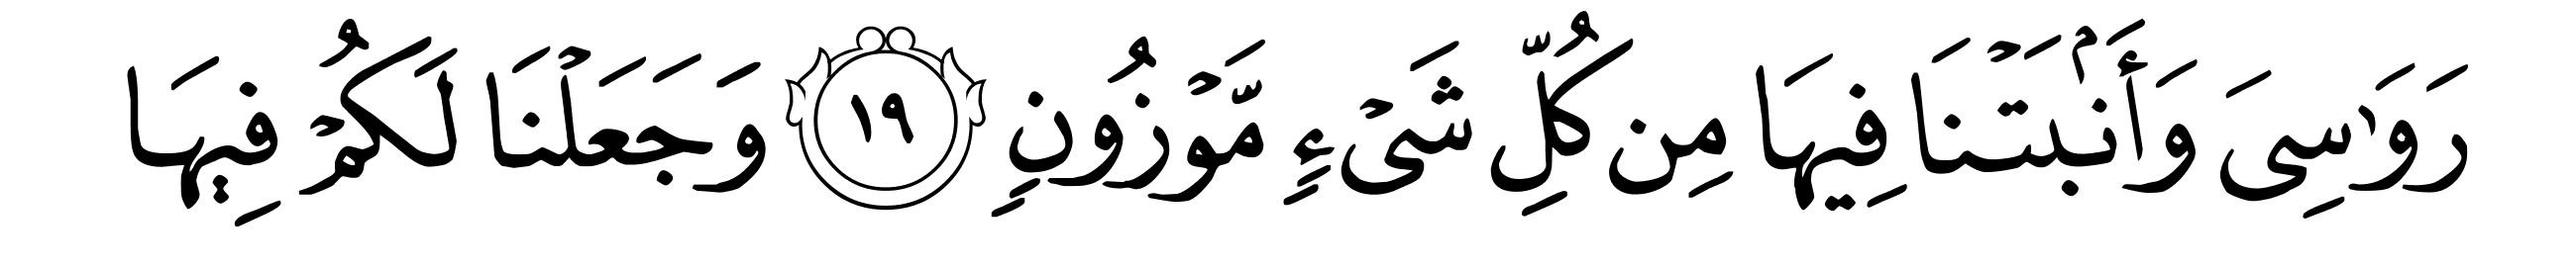 رَوَٰسِىَ وَأَنۢبَتۡنَا فِيهَا مِن كُلِّ شَىۡءٍ مَّوۡزُونٍ ١٩ وَجَعَلۡنَا لَكُمۡ فِيهَا